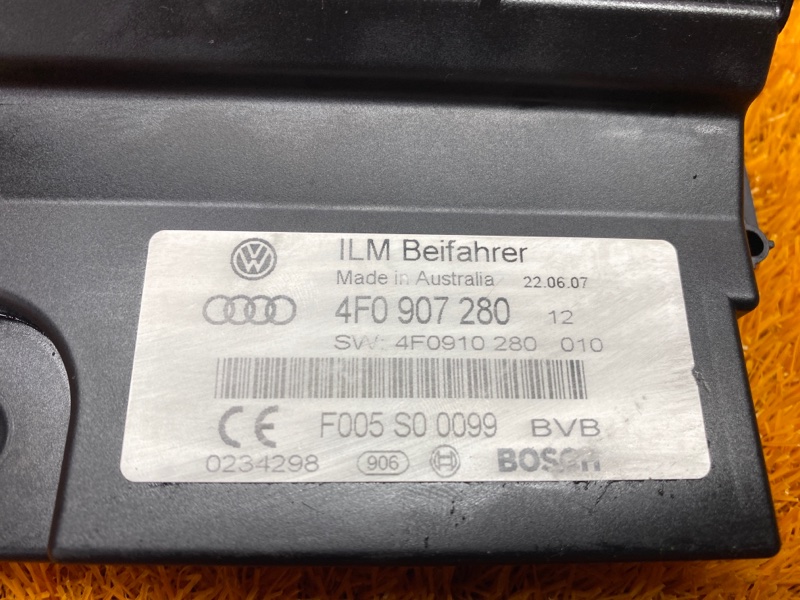 ILM Beifahrer
Made in Australia 22.06.07
4F0 907 280 12
SW: 4F0910 280 010
CE F005 S0 0099 BVB
0234298 906 BOSCH